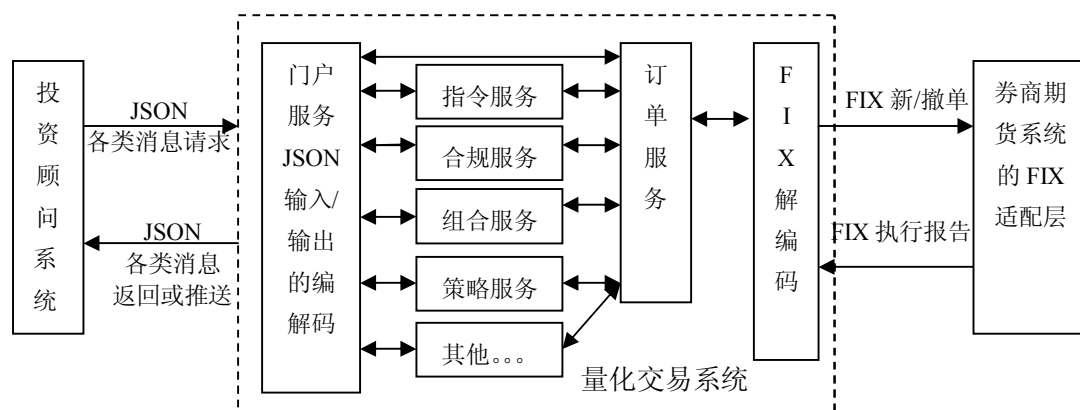 投
资
顾
问
系
统
JSON
各类消息请求
JSON
各类消息
返回或推送
门户
服务
JSON
输入/
输出
的编
解码
指令服务
合规服务
组合服务
策略服务
其他。。。
订
单
服
务
F
I
X
解
编
码
量化交易系统
FIX 新/撤单
FIX 执行报告
券商期
货系统
的 FIX
适配层